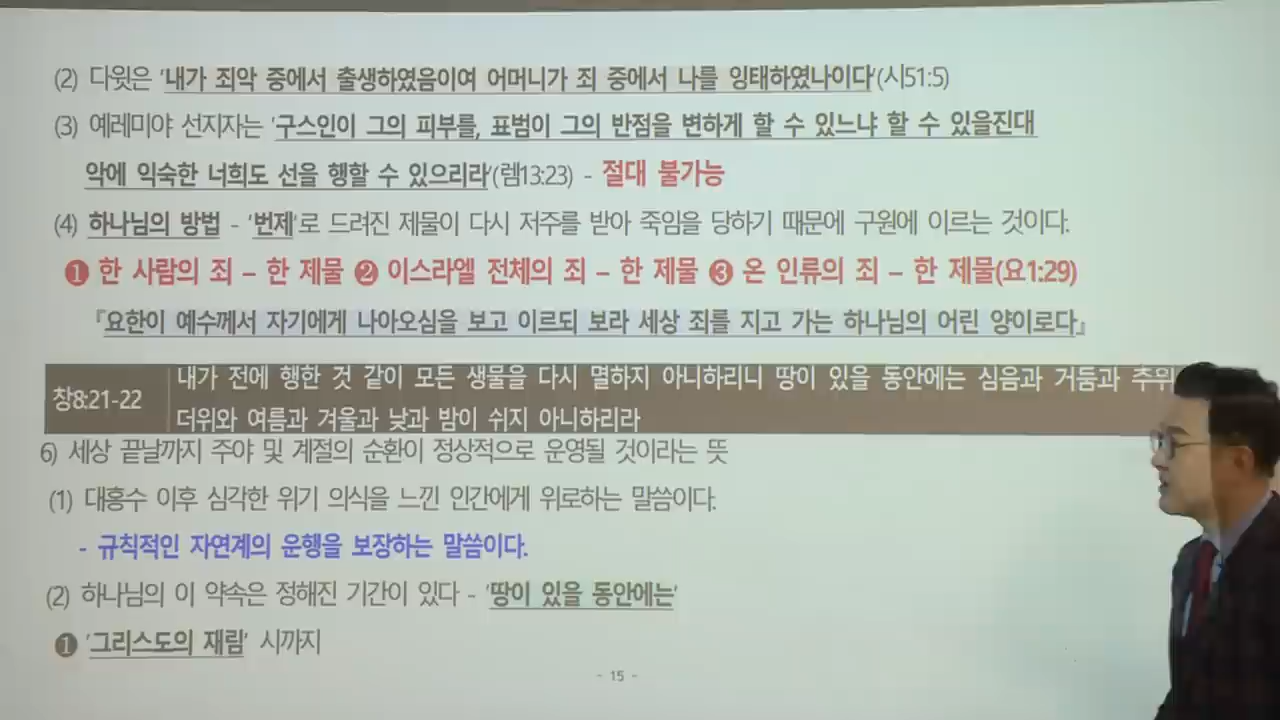 (2) 다윗은 '내가 죄악 중에서 출생하였음이여 어머니가 죄 중에서 나를 잉태하였나이다'(시51:5)
(3) 예레미야 선지자는 '구스인이 그의 피부를, 표범이 그의 반점을 변하게 할 수 있느냐 할 수 있을진대
악에 익숙한 너희도 선을 행할 수 있으리라'(렘13:23) - 절대 불가능
(4) 하나님의 방법 - '번제'로 드려진 제물이 다시 저주를 받아 죽임을 당하기 때문에 구원에 이르는 것이다.
❶ 한 사람의 죄 – 한 제물 ❷ 이스라엘 전체의 죄 – 한 제물 ❸ 온 인류의 죄 – 한 제물(요1:29)
『요한이 예수께서 자기에게 나아오심을 보고 이르되 보라 세상 죄를 지고 가는 하나님의 어린 양이로다』
창8:21-22
내가 전에 행한 것 같이 모든 생물을 다시 멸하지 아니하리니 땅이 있을 동안에는 심음과 거둠과 추위
더위와 여름과 겨울과 낮과 밤이 쉬지 아니하리라
6) 세상 끝날까지 주야 및 계절의 순환이 정상적으로 운영될 것이라는 뜻
(1) 대홍수 이후 심각한 위기 의식을 느낀 인간에게 위로하는 말씀이다.
- 규칙적인 자연계의 운행을 보장하는 말씀이다.
(2) 하나님의 이 약속은 정해진 기간이 있다 - '땅이 있을 동안에는'
❶ '그리스도의 재림' 시까지
- 15 -